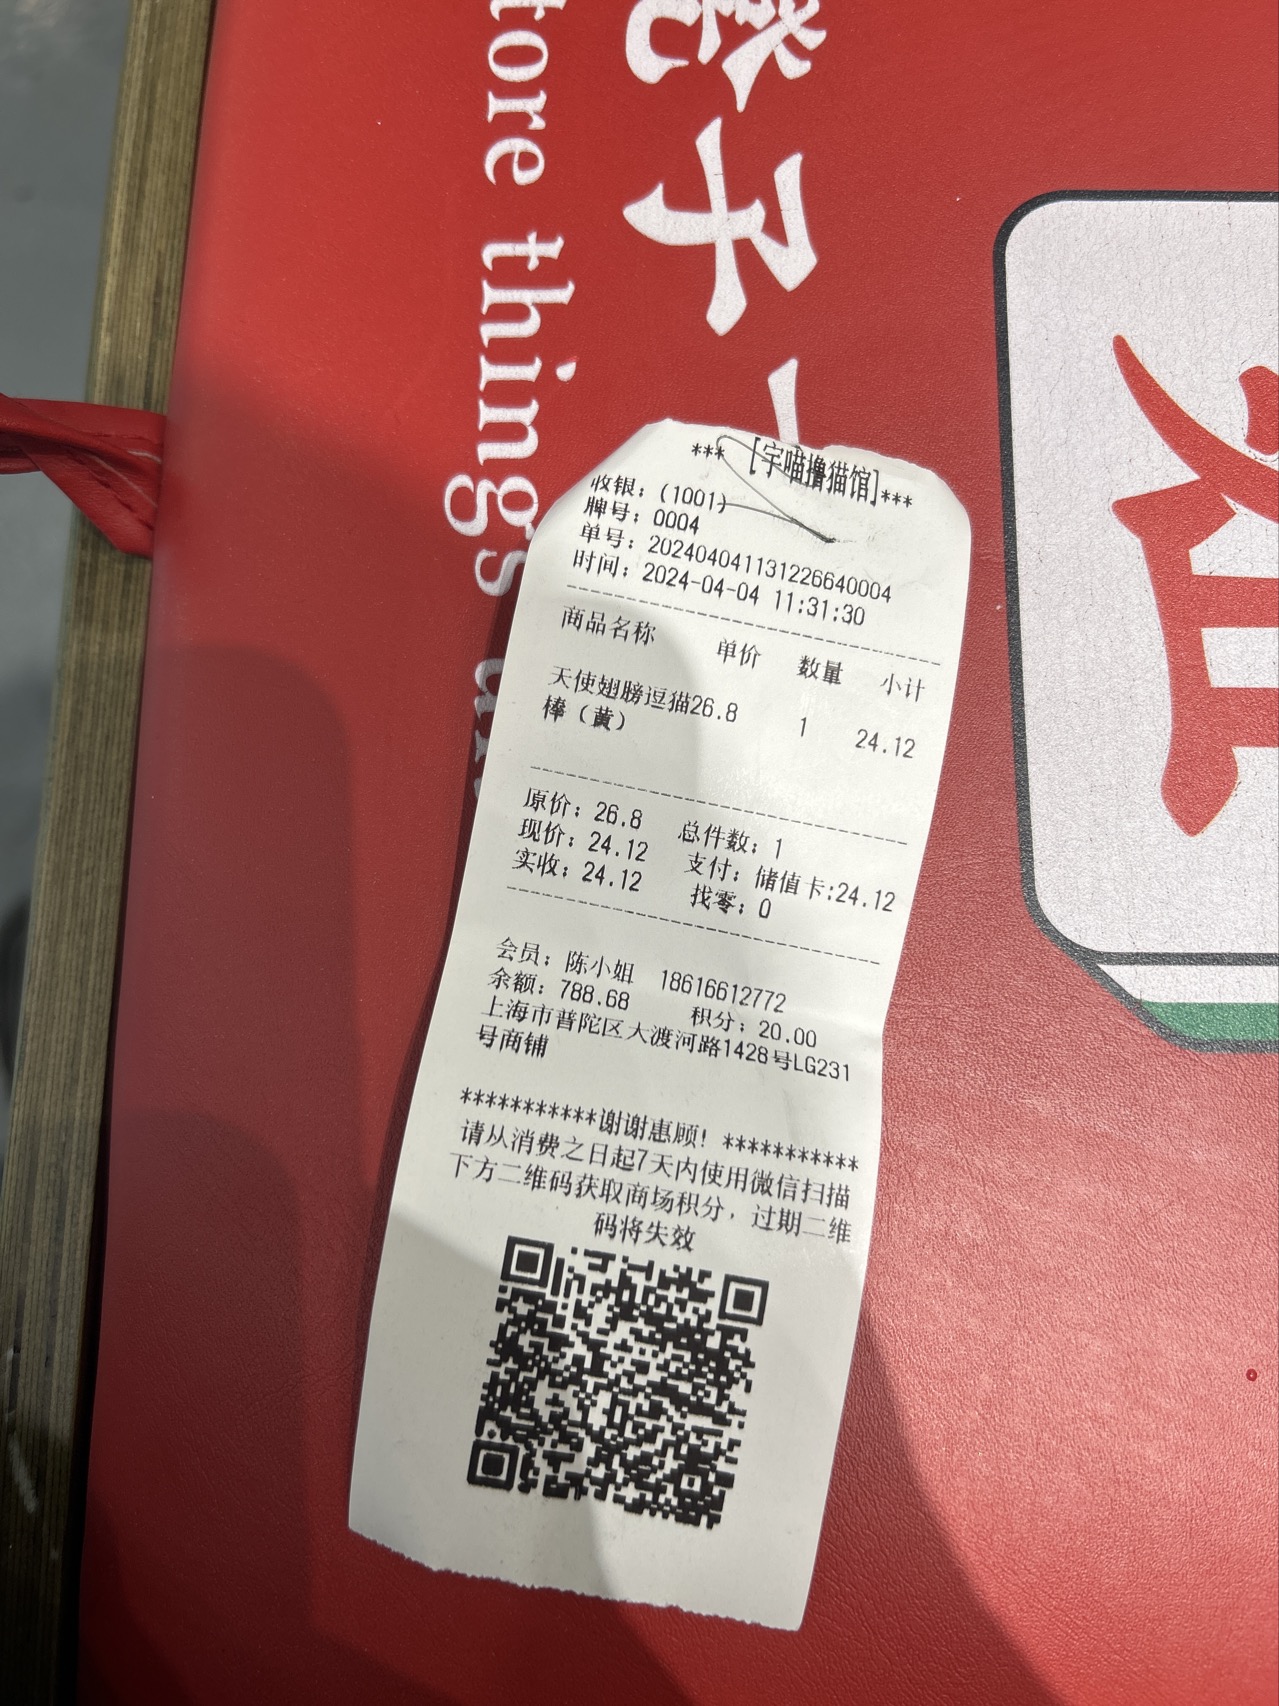 tore things a
子一
*** [宇喵撸猫馆]***
收银：(1001)
牌号：0004
单号：202404041131226640004
时间：2024-04-04 11:31:30
商品名称 单价 数量 小计
天使翅膀逗猫26.8 1 24.12
棒（黄）
原价：26.8 总件数：1
现价：24.12 支付：储值卡:24.12
实收：24.12 找零：0
会员：陈小姐 18616612772
余额：788.68 积分：20.00
上海市普陀区大渡河路1428号LG231
号商铺
***********谢谢惠顾！***********
请从消费之日起7天内使用微信扫描
下方二维码获取商场积分，过期二维
码将失效